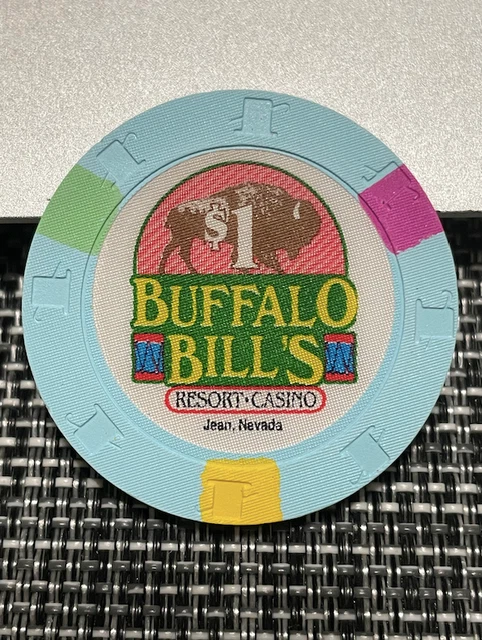 $1
BUFFALO
BILL'S
RESORT·CASINO
Jean, Nevada